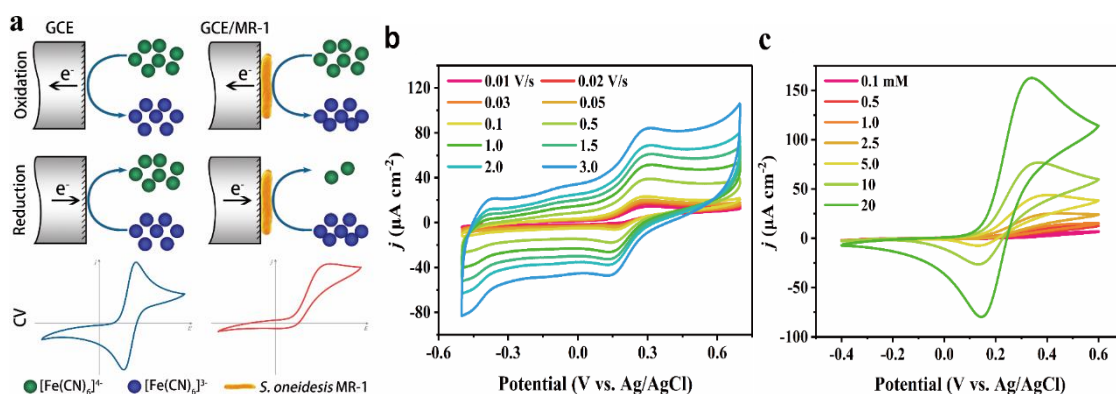 a
GCE
GCE/MR-1
Oxidation
e-
e-
Reduction
e-
e-
CV
j
E
j
E
[Fe(CN)6]4-
[Fe(CN)6]3-
S. oneidesis MR-1
b
0.01 V/s
0.02 V/s
0.03
0.05
0.1
0.5
1.0
1.5
2.0
3.0
120
80
40
0
-40
-80
j (μA cm-2)
-0.6
-0.3
0.0
0.3
0.6
Potential (V vs. Ag/AgCl)
c
0.1 mM
0.5
1.0
2.5
5.0
10
20
150
100
50
0
-50
-100
j (μA cm-2)
-0.4
-0.2
0.0
0.2
0.4
0.6
Potential (V vs. Ag/AgCl)